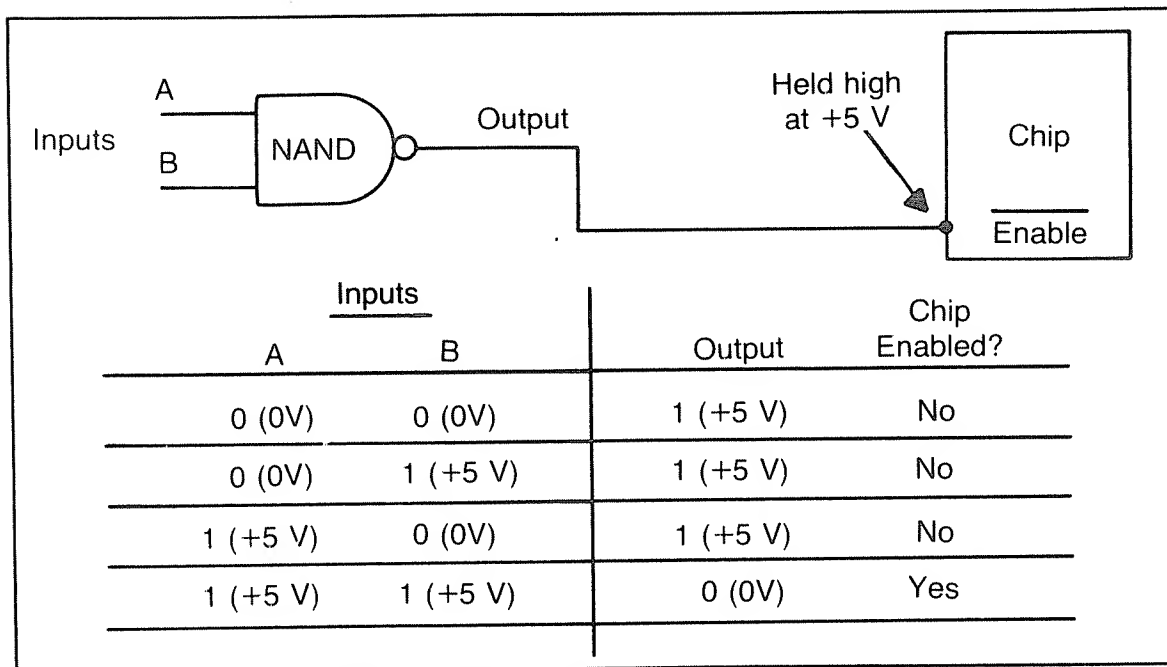 A
Inputs
B
NAND
Output
Held high
at +5 V
Chip
Enable
Inputs
A B Output Chip Enabled?
0 (0V) 0 (0V) 1 (+5 V) No
0 (0V) 1 (+5 V) 1 (+5 V) No
1 (+5 V) 0 (0V) 1 (+5 V) No
1 (+5 V) 1 (+5 V) 0 (0V) Yes